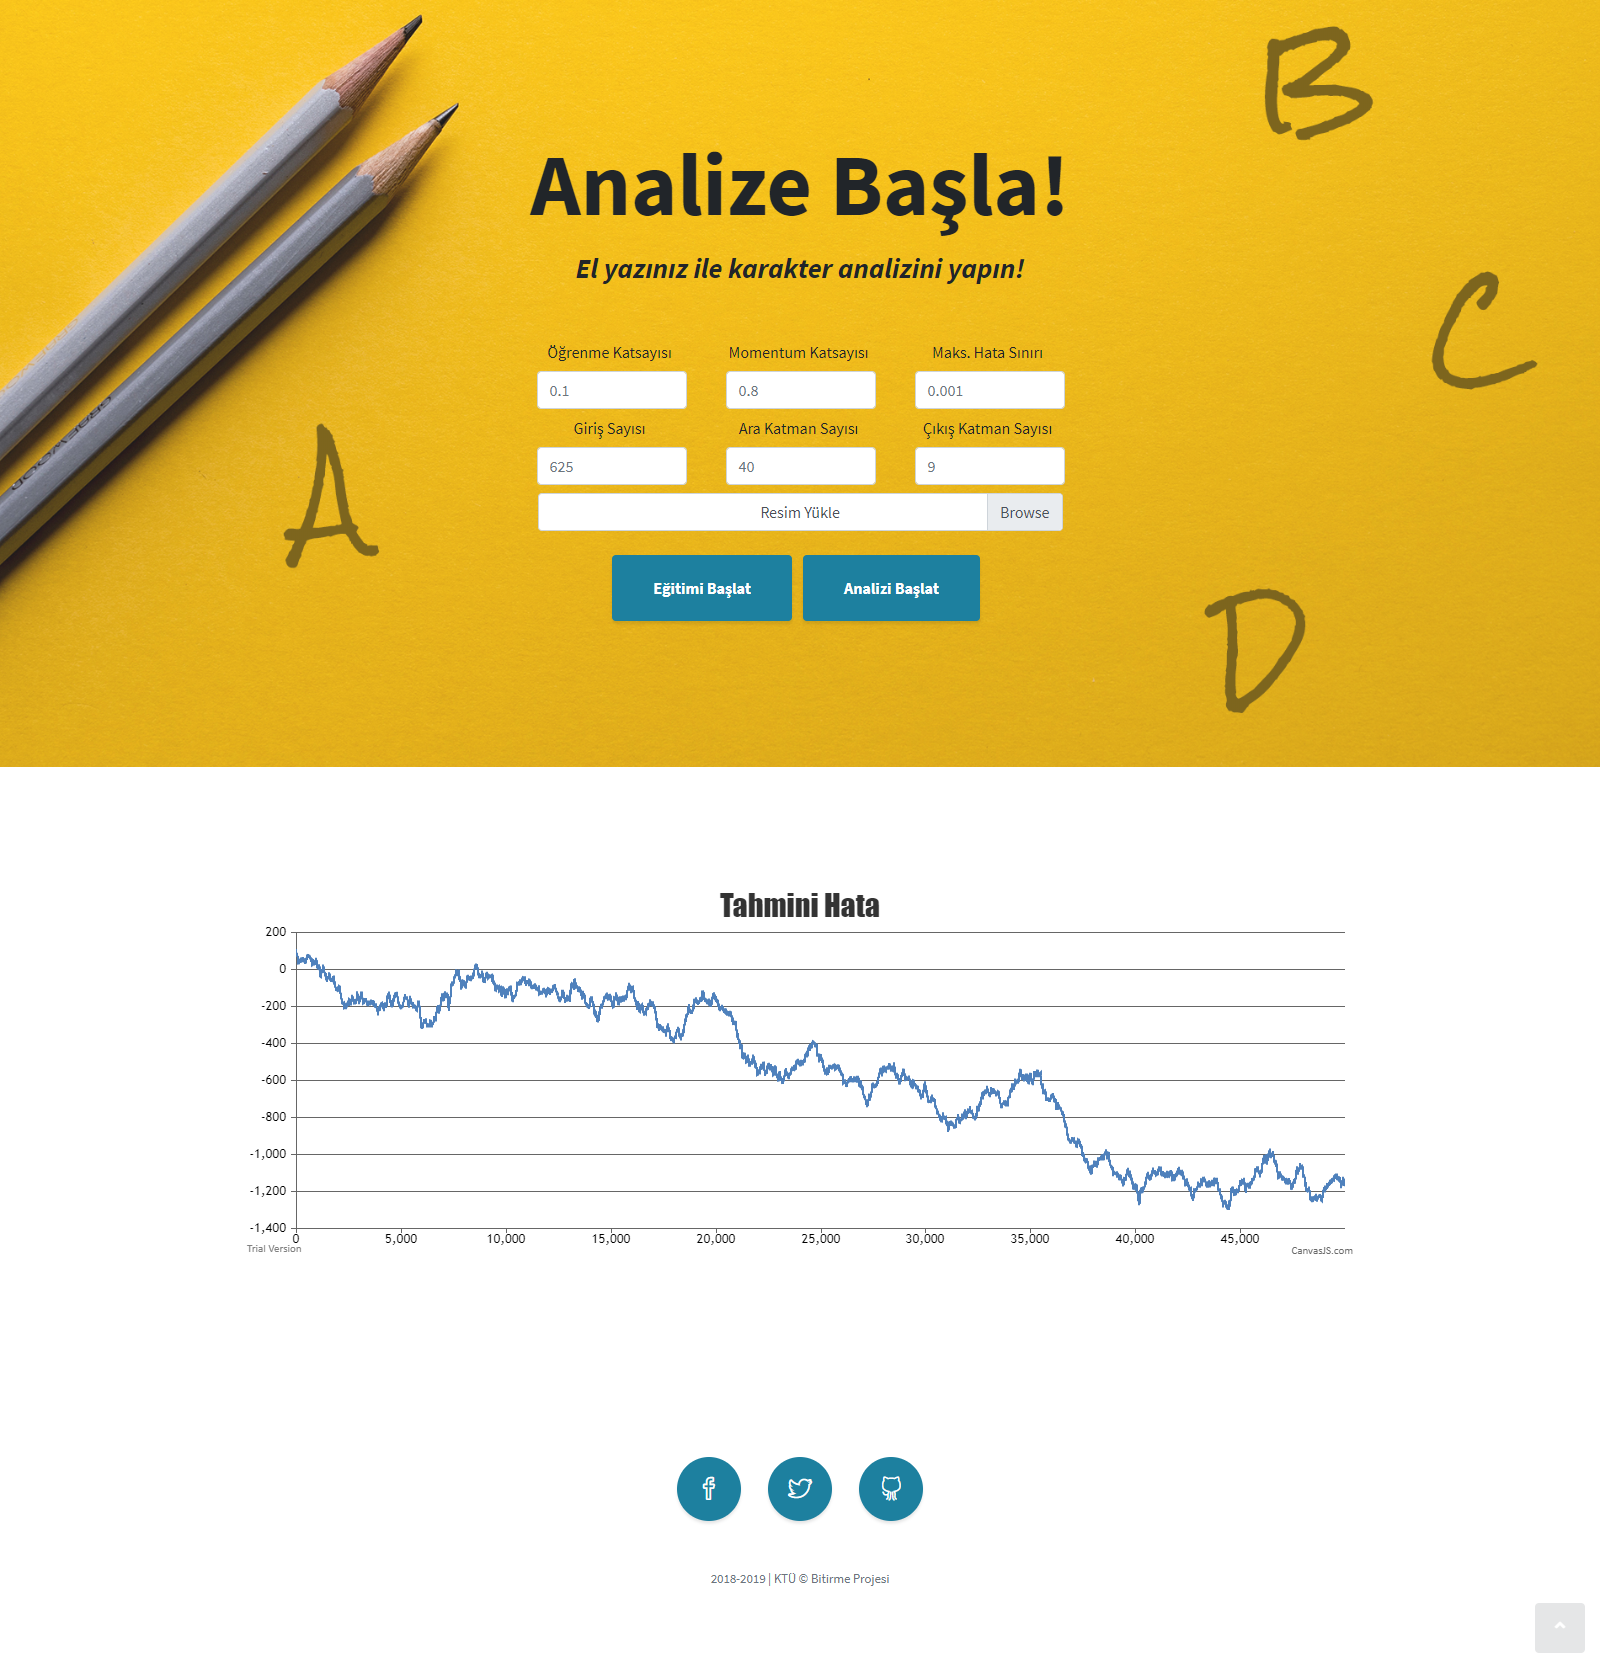 B
Analize Başla!
El yazınız ile karakter analizini yapın!
C
Öğrenme Katsayısı Momentum Katsayısı Maks. Hata Sınırı
0.1 0.8 0.001
Giriş Sayısı Ara Katman Sayısı Çıkış Katman Sayısı
A
625 40 9
Resim Yükle Browse
Eğitimi Başlat Analizi Başlat
D
Tahmini Hata
200
0
-200
-400
-600
-800
-1,000
-1,200
-1,400
0 5,000 10,000 15,000 20,000 25,000 30,000 35,000 40,000 45,000
Trial Version CanvasJS.com
2018-2019 | KTÜ © Bitirme Projesi